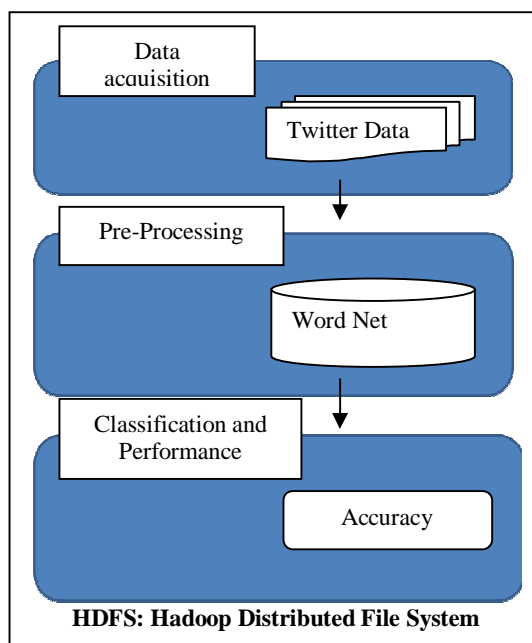 Data
acquisition
Twitter Data
Pre-Processing
Word Net
Classification and
Performance
Accuracy
HDFS: Hadoop Distributed File System